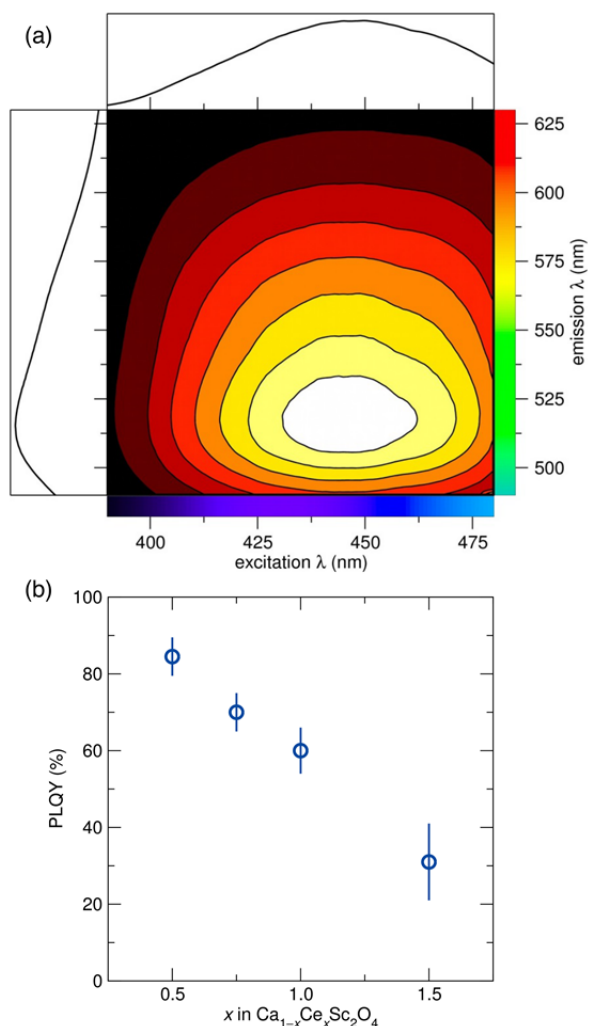 (a)
625
600
575
550
525
500
emission λ (nm)
400 425 450 475
excitation λ (nm)
(b)
100
80
60
40
20
0
PLQY (%)
0.5 1.0 1.5
x in Ca₁₋ₓCeₓSc₂O₄